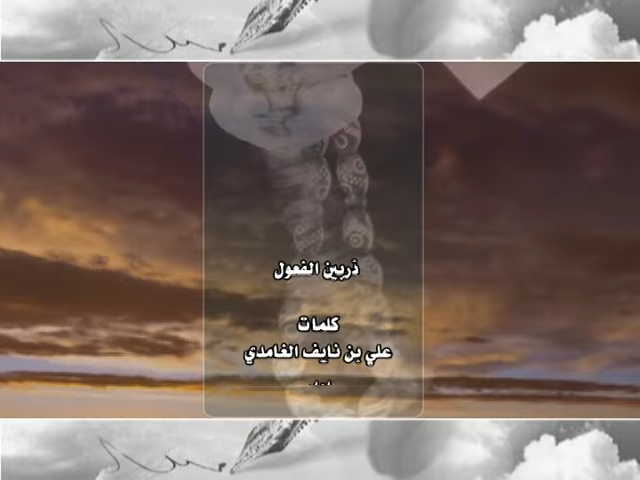 ذربين الفعول
كلمات
علي بن نايف الغامدي